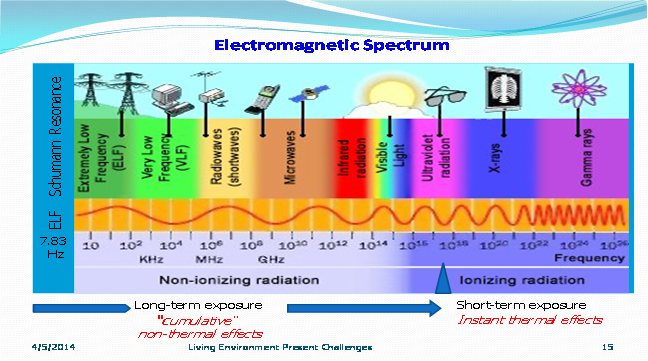 Electromagnetic Spectrum
ELF Schumann Resonance
7.83
Hz
Extremely Low
Frequency
(ELF)
Very Low
Frequency
(VLF)
Radiowaves
(shortwaves)
Microwaves
Infrared
radiation
Visible
Light
Ultraviolet
radiation
X-rays
Gamma rays
10 10² 10⁴ 10⁶ 10⁸ 10¹⁰ 10¹² 10¹⁴ 10¹⁵ 10¹⁶ 10¹⁸ 10²⁰ 10²² 10²⁴ 10²⁶
KHz MHz GHz Frequency
Non-ionizing radiation Ionizing radiation
Long-term exposure
"cumulative"
non-thermal effects
Short-term exposure
Instant thermal effects
4/5/2014 Living Environment Present Challenges 15